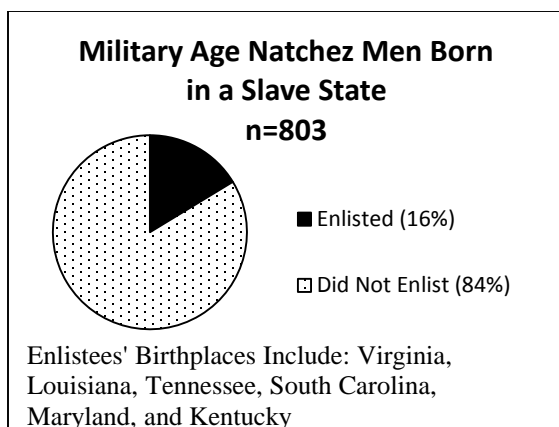 Military Age Natchez Men Born
in a Slave State
n=803
Enlisted (16%)
Did Not Enlist (84%)
Enlistees' Birthplaces Include: Virginia,
Louisiana, Tennessee, South Carolina,
Maryland, and Kentucky